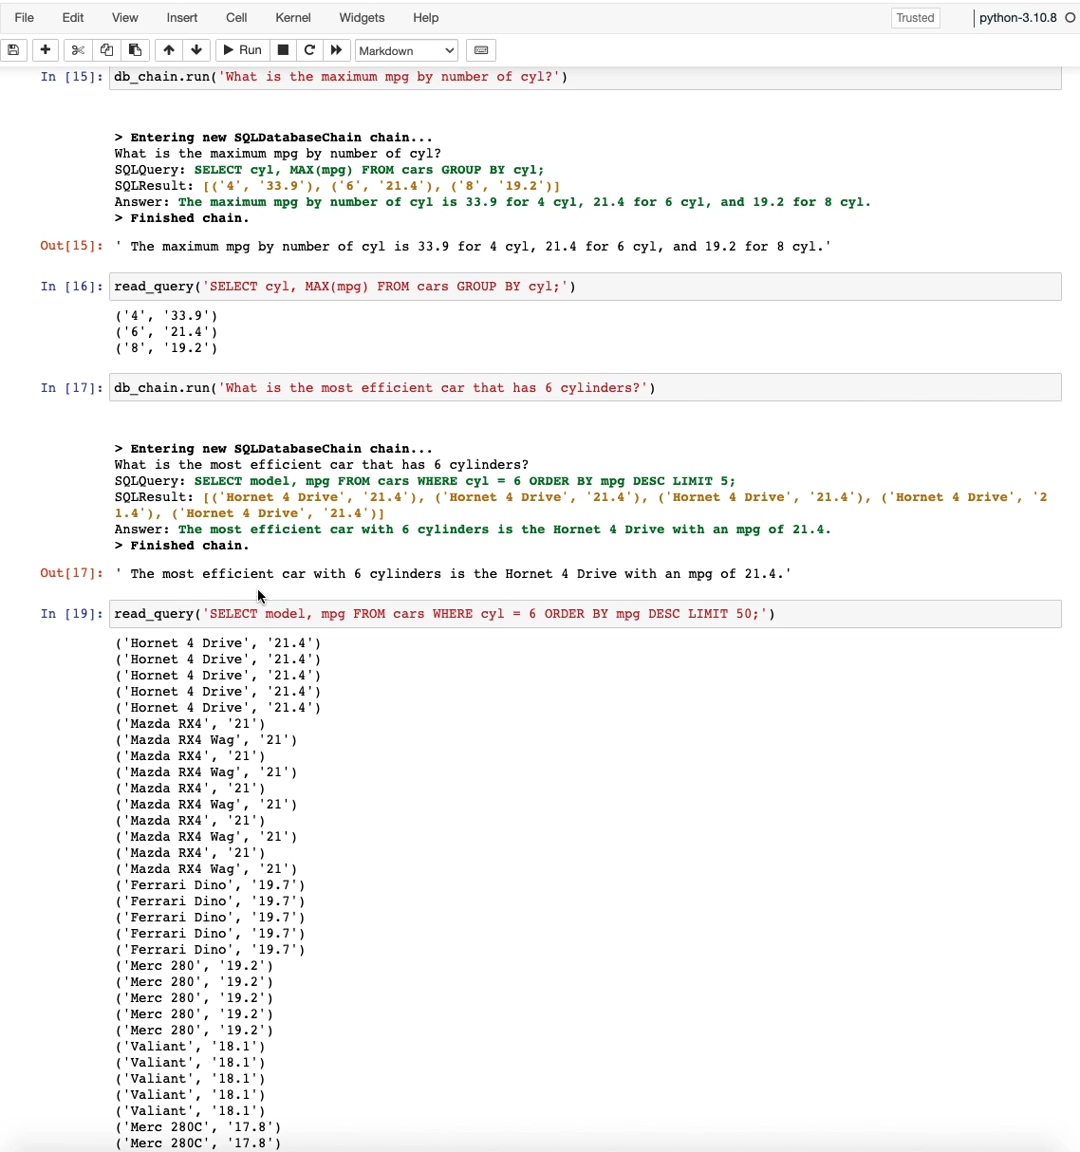 File Edit View Insert Cell Kernel Widgets Help Trusted python-3.10.8
Run Markdown
In [15]: db_chain.run('What is the maximum mpg by number of cyl?')
> Entering new SQLDatabaseChain chain...
What is the maximum mpg by number of cyl?
SQLQuery: SELECT cyl, MAX(mpg) FROM cars GROUP BY cyl;
SQLResult: [('4', '33.9'), ('6', '21.4'), ('8', '19.2')]
Answer: The maximum mpg by number of cyl is 33.9 for 4 cyl, 21.4 for 6 cyl, and 19.2 for 8 cyl.
> Finished chain.
Out[15]: ' The maximum mpg by number of cyl is 33.9 for 4 cyl, 21.4 for 6 cyl, and 19.2 for 8 cyl.'
In [16]: read_query('SELECT cyl, MAX(mpg) FROM cars GROUP BY cyl;')
('4', '33.9')
('6', '21.4')
('8', '19.2')
In [17]: db_chain.run('What is the most efficient car that has 6 cylinders?')
> Entering new SQLDatabaseChain chain...
What is the most efficient car that has 6 cylinders?
SQLQuery: SELECT model, mpg FROM cars WHERE cyl = 6 ORDER BY mpg DESC LIMIT 5;
SQLResult: [('Hornet 4 Drive', '21.4'), ('Hornet 4 Drive', '21.4'), ('Hornet 4 Drive', '21.4'), ('Hornet 4 Drive', '2
1.4'), ('Hornet 4 Drive', '21.4')]
Answer: The most efficient car with 6 cylinders is the Hornet 4 Drive with an mpg of 21.4.
> Finished chain.
Out[17]: ' The most efficient car with 6 cylinders is the Hornet 4 Drive with an mpg of 21.4.'
In [19]: read_query('SELECT model, mpg FROM cars WHERE cyl = 6 ORDER BY mpg DESC LIMIT 50;')
('Hornet 4 Drive', '21.4')
('Hornet 4 Drive', '21.4')
('Hornet 4 Drive', '21.4')
('Hornet 4 Drive', '21.4')
('Hornet 4 Drive', '21.4')
('Mazda RX4', '21')
('Mazda RX4 Wag', '21')
('Mazda RX4', '21')
('Mazda RX4 Wag', '21')
('Mazda RX4', '21')
('Mazda RX4 Wag', '21')
('Mazda RX4', '21')
('Mazda RX4 Wag', '21')
('Mazda RX4', '21')
('Mazda RX4 Wag', '21')
('Ferrari Dino', '19.7')
('Ferrari Dino', '19.7')
('Ferrari Dino', '19.7')
('Ferrari Dino', '19.7')
('Ferrari Dino', '19.7')
('Merc 280', '19.2')
('Merc 280', '19.2')
('Merc 280', '19.2')
('Merc 280', '19.2')
('Merc 280', '19.2')
('Valiant', '18.1')
('Valiant', '18.1')
('Valiant', '18.1')
('Valiant', '18.1')
('Valiant', '18.1')
('Merc 280C', '17.8')
('Merc 280C', '17.8')